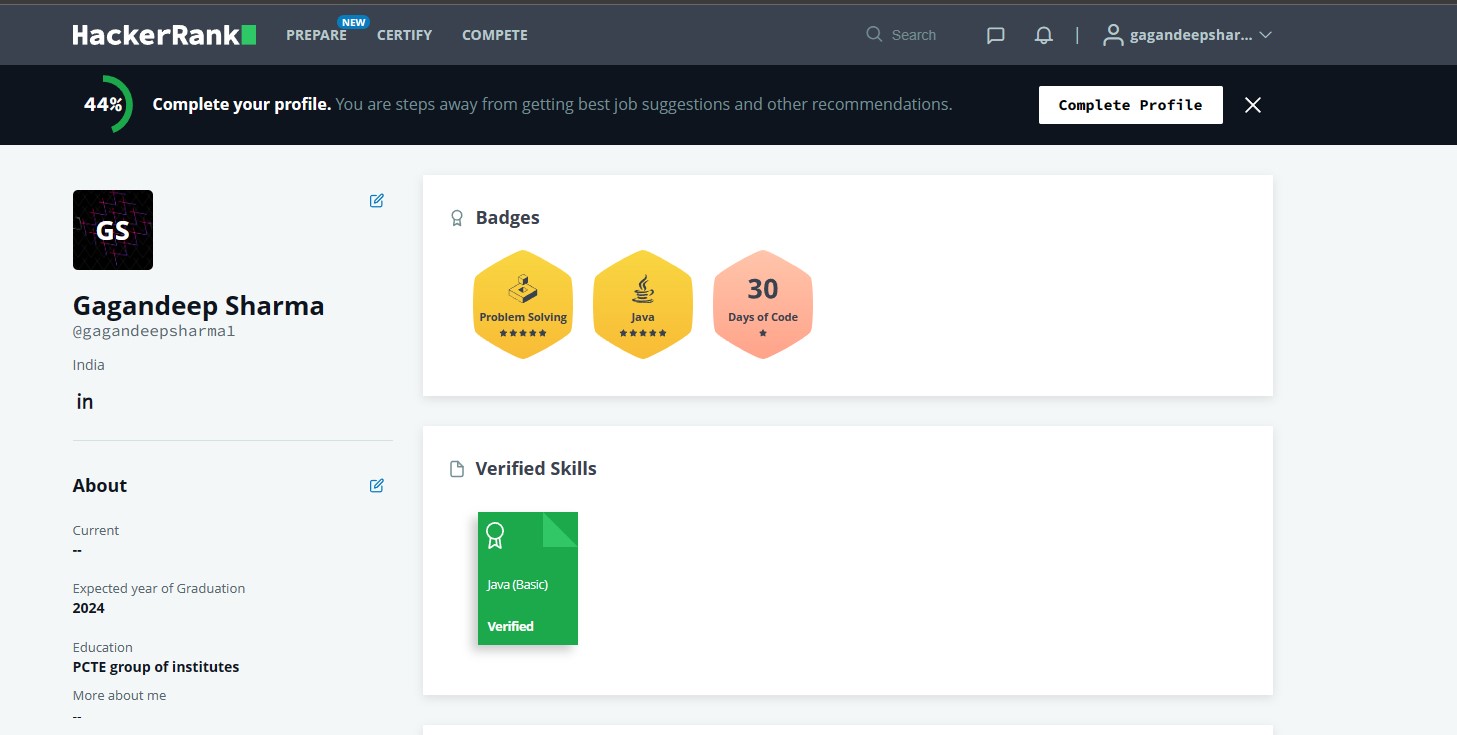 HackerRank PREPARE NEW CERTIFY COMPETE Search | gagandeepshar...
44% Complete your profile. You are steps away from getting best job suggestions and other recommendations. Complete Profile
GS
Gagandeep Sharma
@gagandeepsharma1
India
in
About
Current
--
Expected year of Graduation
2024
Education
PCTE group of institutes
More about me
--
Badges
Problem Solving
Java
30
Days of Code
Verified Skills
Java (Basic)
Verified